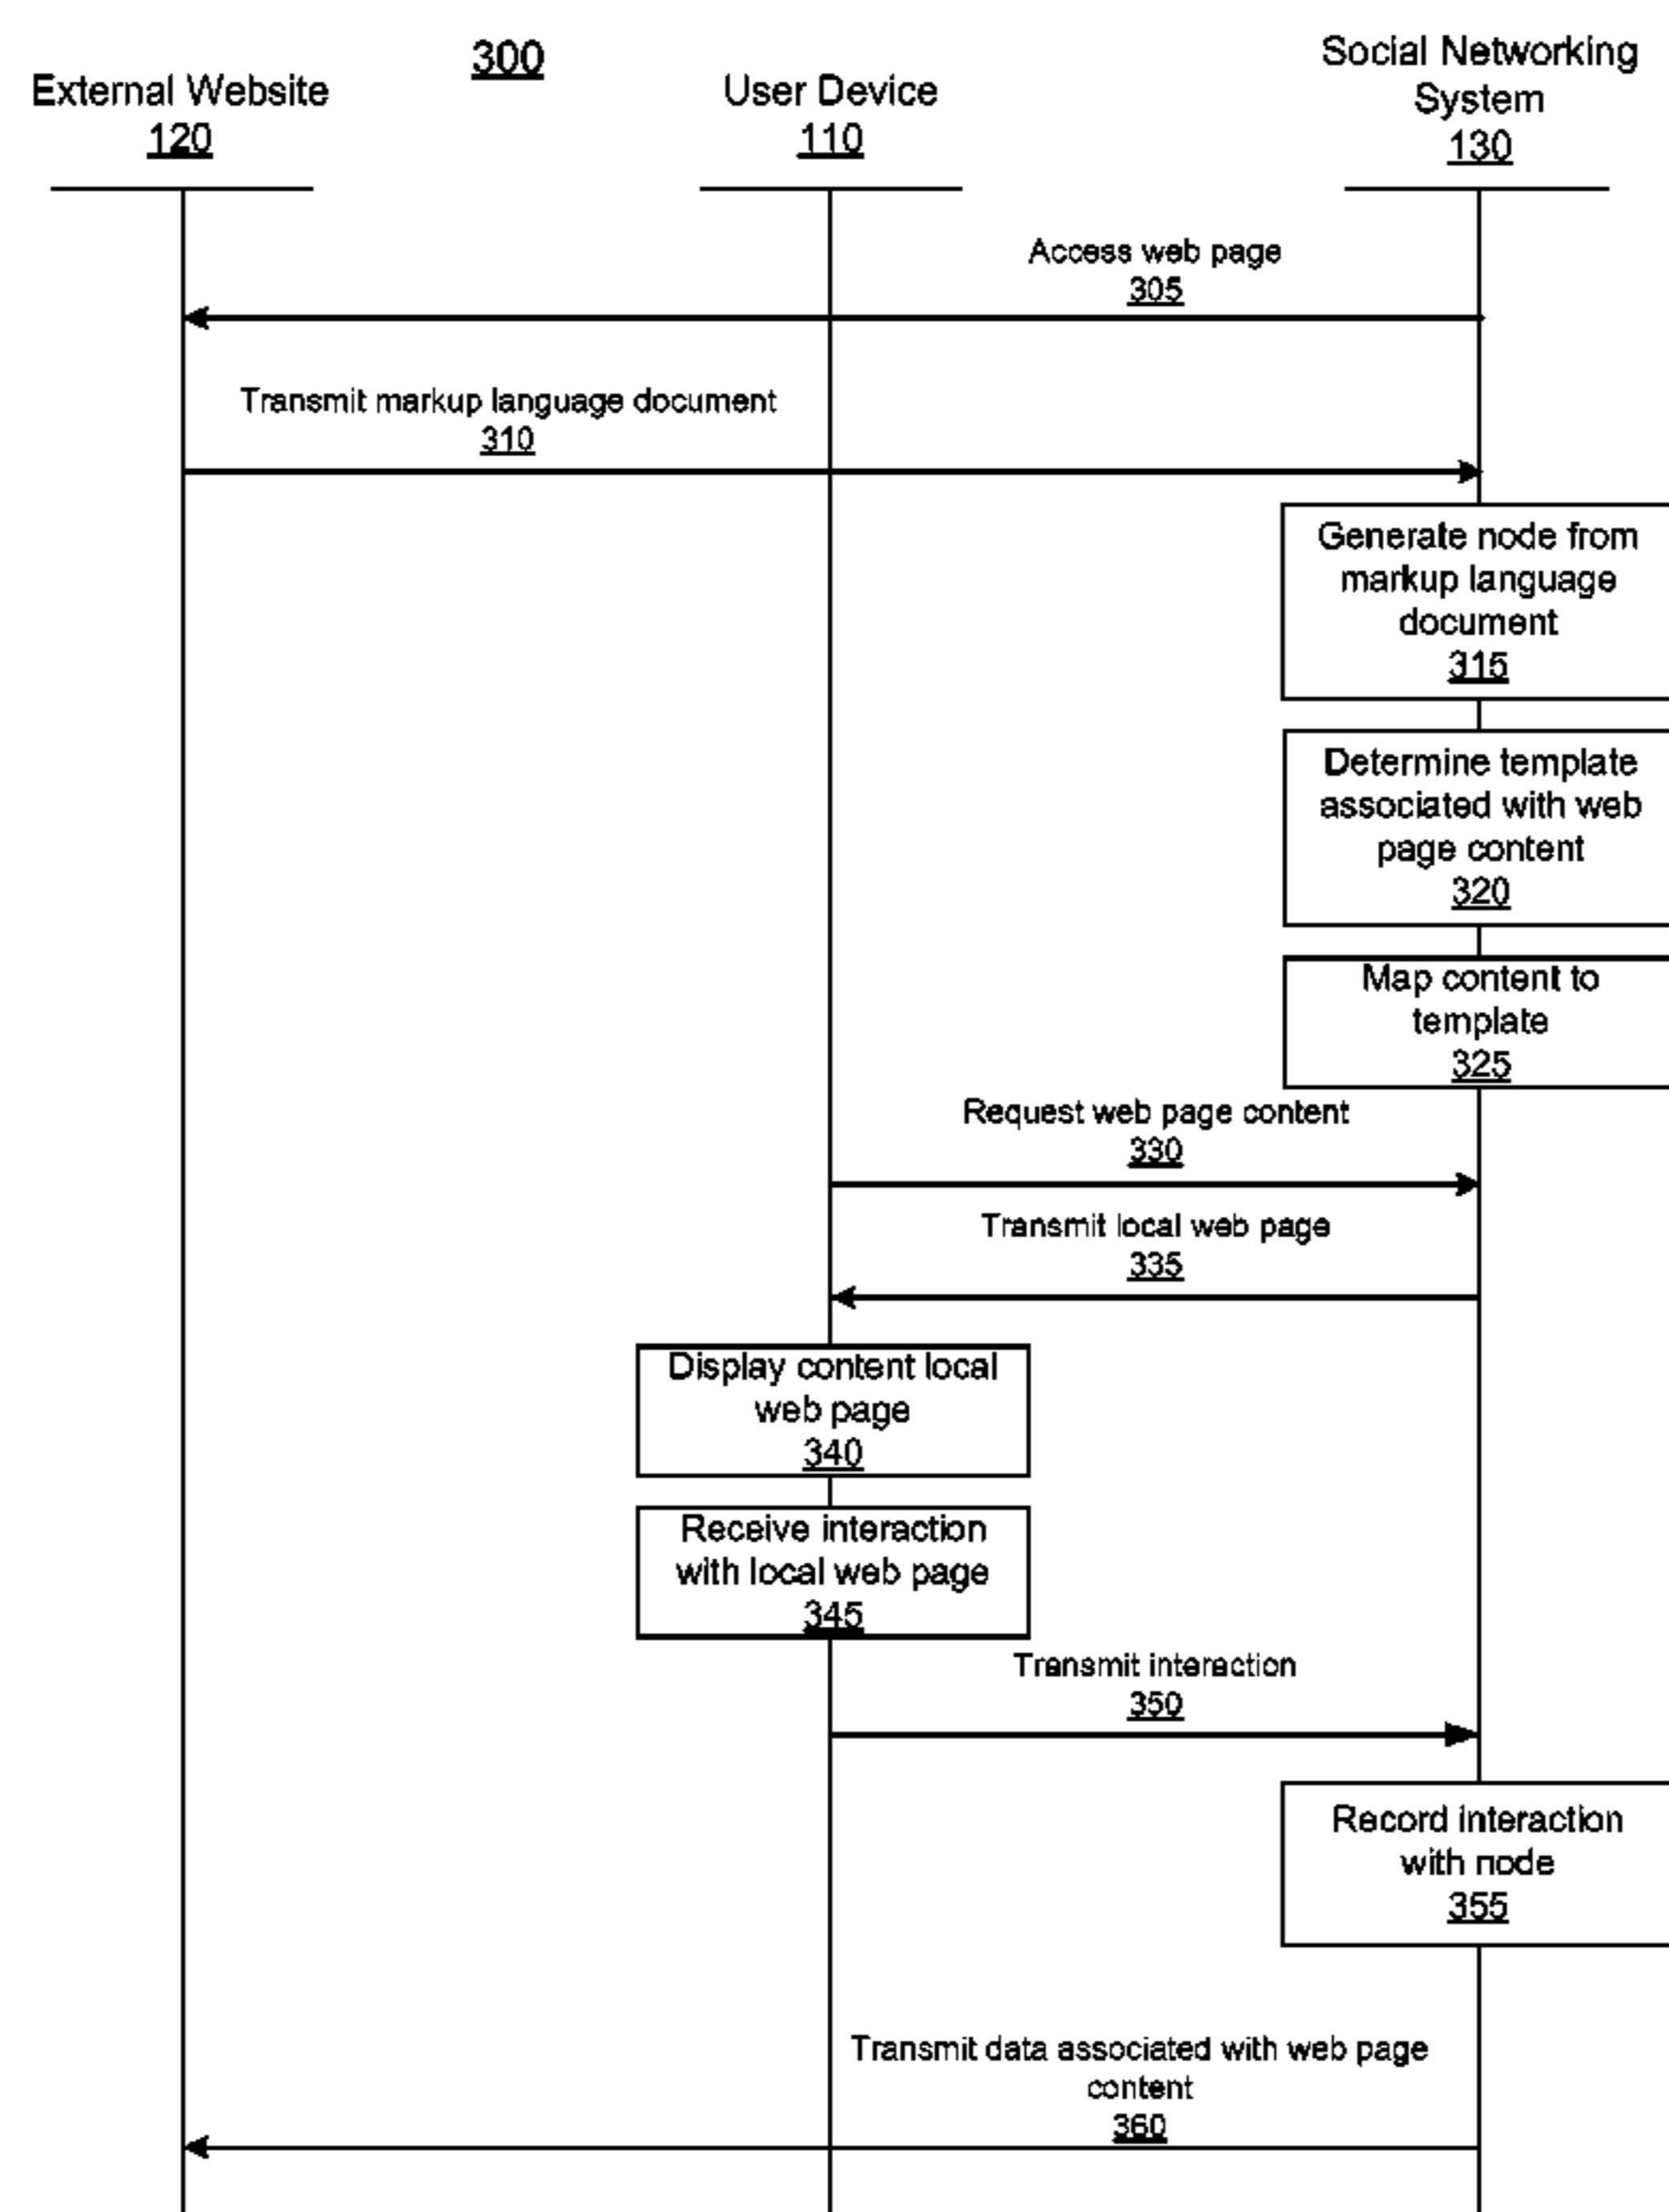 300
External Website
120
User Device
110
Social Networking
System
130
Access web page
305
Transmit markup language document
310
Generate node from
markup language
document
315
Determine template
associated with web
page content
320
Map content to
template
325
Request web page content
330
Transmit local web page
335
Display content local
web page
340
Receive interaction
with local web page
345
Transmit interaction
350
Record interaction
with node
355
Transmit data associated with web page
content
360